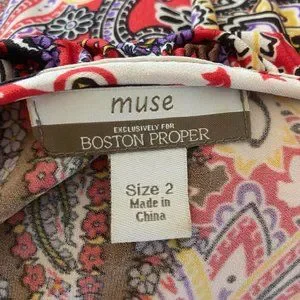 muse
EXCLUSIVELY FOR
BOSTON PROPER
Size 2
Made in
China